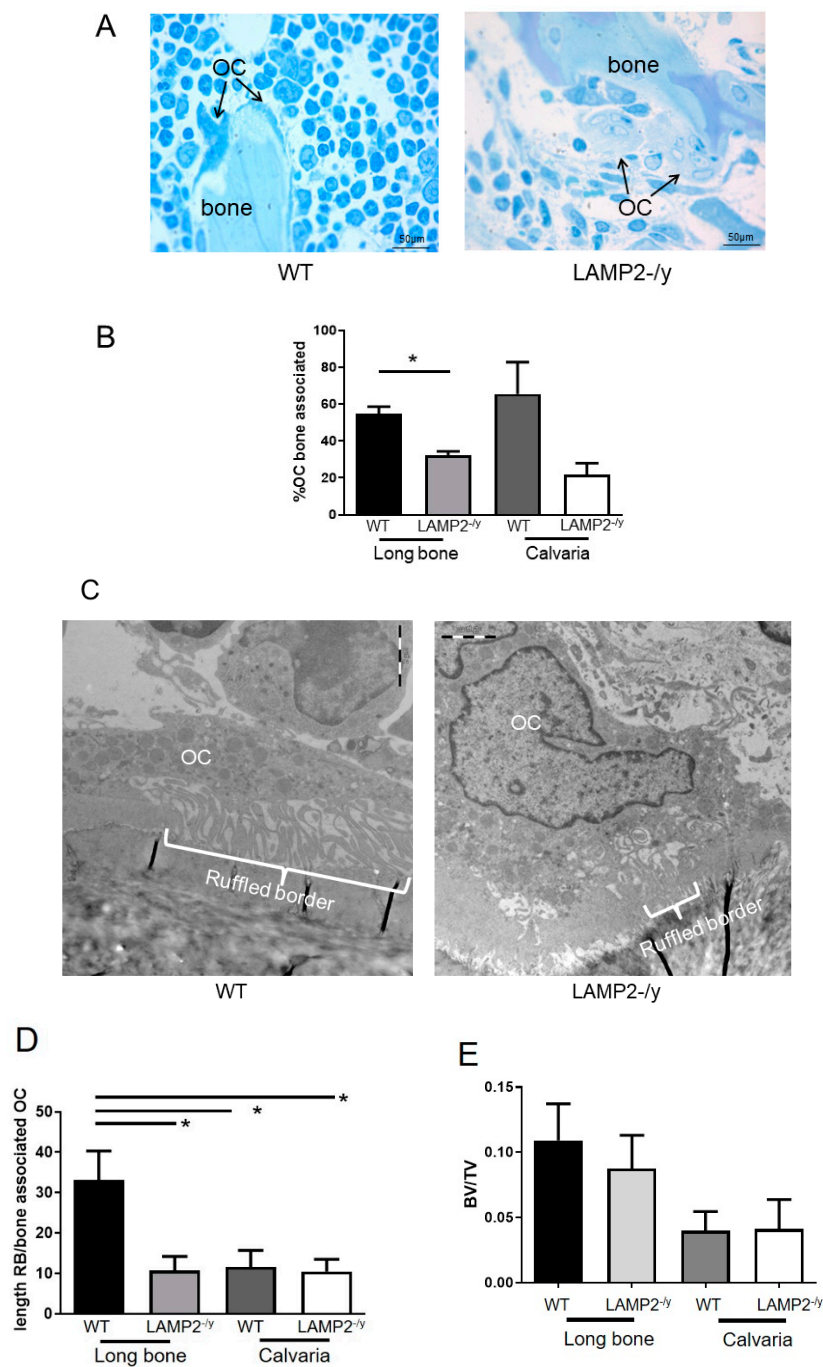 A
OC
bone
50µm
WT
bone
OC
50µm
LAMP2-/y
B
%OC bone associated
100
80
60
40
20
0
*
WT LAMP2-/y WT LAMP2-/y
Long bone Calvaria
C
OC
Ruffled border
WT
OC
Ruffled border
LAMP2-/y
D
length RB/bone associated OC
50
40
30
20
10
0
*
*
*
WT LAMP2-/y WT LAMP2-/y
Long bone Calvaria
E
BV/TV
0.15
0.10
0.05
0.00
WT LAMP2-/y WT LAMP2-/y
Long bone Calvaria